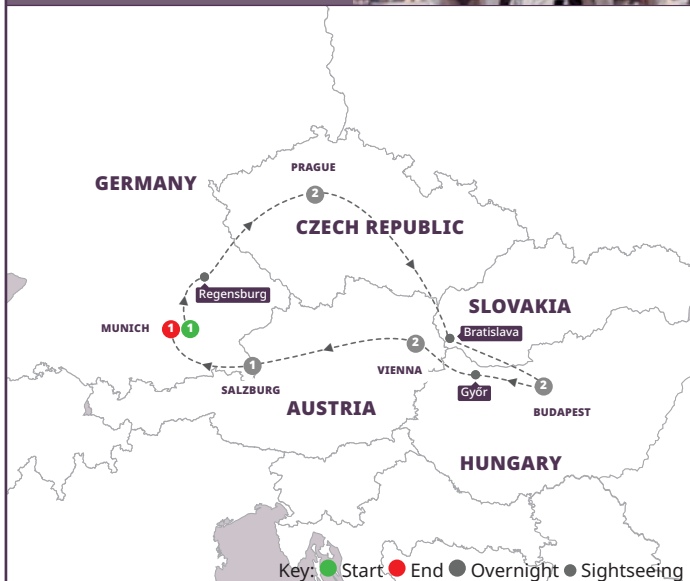 PRAGUE
GERMANY
2
CZECH REPUBLIC
Regensburg
SLOVAKIA
MUNICH
1
1
Bratislava
2
VIENNA
1
SALZBURG
2
Győr
AUSTRIA
BUDAPEST
HUNGARY
Key: Start End Overnight Sightseeing